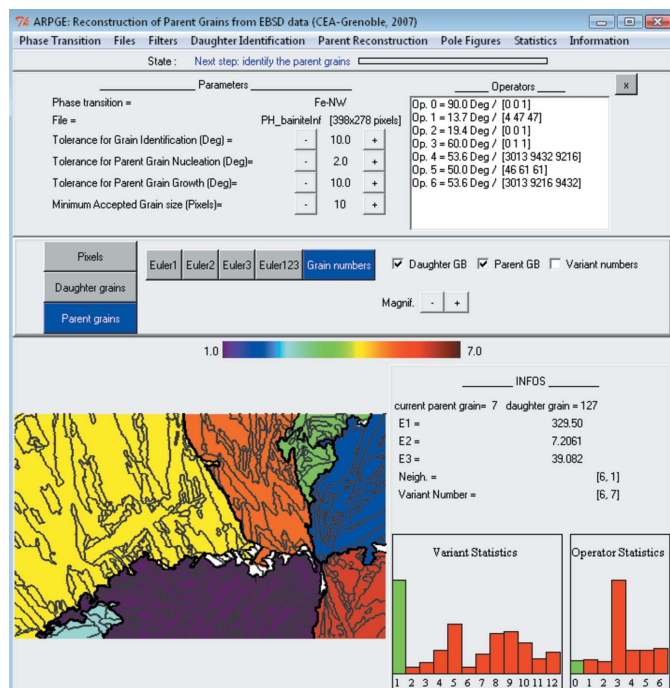 ARPGE: Reconstruction of Parent Grains from EBSD data (CEA-Grenoble, 2007)
Phase Transition Files Filters Daughter Identification Parent Reconstruction Pole Figures Statistics Information
State : Next step: identify the parent grains
Parameters
Phase transition = Fe-NW
File = PH_bainiteInf [398x278 pixels]
Tolerance for Grain Identification (Deg) = - 10.0 +
Tolerance for Parent Grain Nucleation (Deg)= - 2.0 +
Tolerance for Parent Grain Growth (Deg)= - 10.0 +
Minimum Accepted Grain size (Pixels)= - 10 +
Operators x
Op. 0 = 90.0 Deg / [0 0 1]
Op. 1 = 13.7 Deg / [4 47 47]
Op. 2 = 19.4 Deg / [0 0 1]
Op. 3 = 60.0 Deg / [0 1 1]
Op. 4 = 53.6 Deg / [3013 9432 9216]
Op. 5 = 50.0 Deg / [46 61 61]
Op. 6 = 53.6 Deg / [3013 9216 9432]
Pixels
Daughter grains
Parent grains
Euler1 Euler2 Euler3 Euler123 Grain numbers
Daughter GB Parent GB Variant numbers
Magnif. - +
1.0 7.0
INFOS
current parent grain= 7 daughter grain = 127
E1 = 329.50
E2 = 7.2061
E3 = 39.082
Neigh. = [6, 1]
Variant Number = [6, 7]
Variant Statistics
1 2 3 4 5 6 7 8 9 10 11 12
Operator Statistics
0 1 2 3 4 5 6